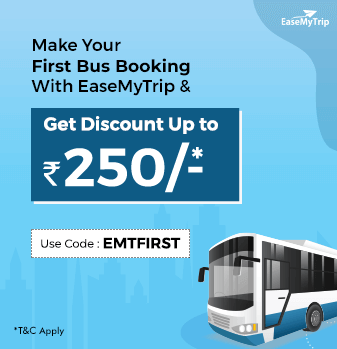 EaseMyTrip
Make Your
First Bus Booking
With EaseMyTrip &
Get Discount Up to
₹250/-*
Use Code : EMTFIRST
*T&C Apply